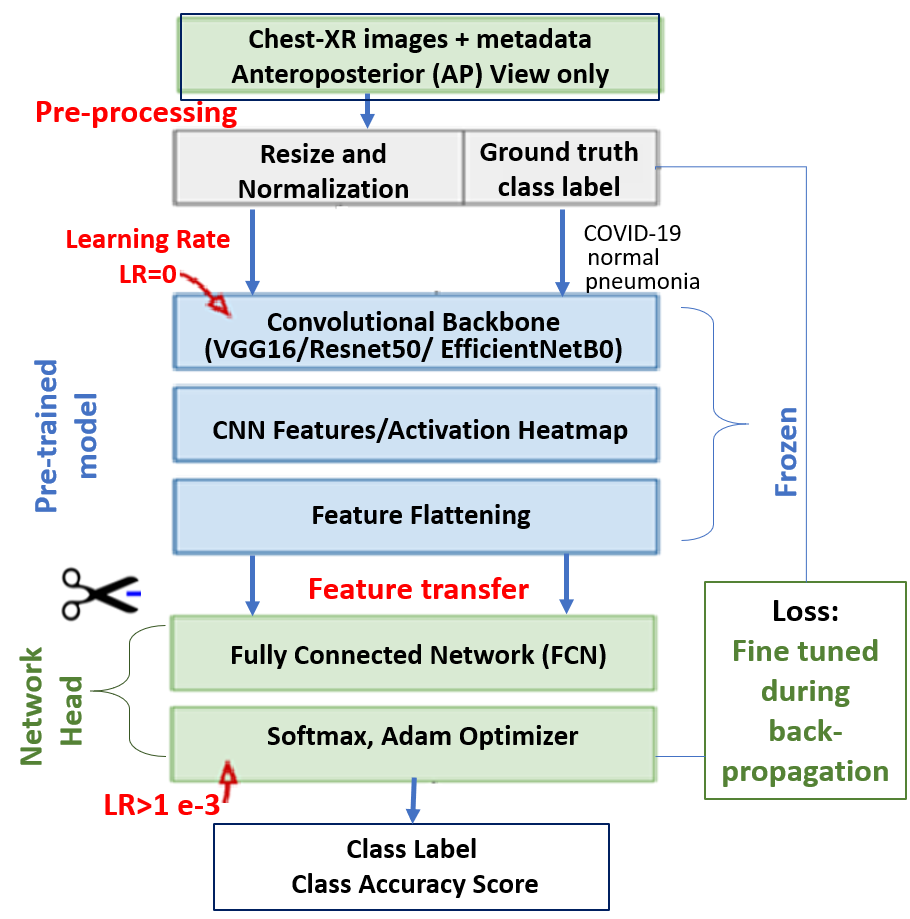 Chest-XR images + metadata
Anteroposterior (AP) View only
Pre-processing
Resize and
Normalization
Ground truth
class label
Learning Rate
LR=0
COVID-19
normal
pneumonia
Convolutional Backbone
(VGG16/Resnet50/ EfficientNetB0)
CNN Features/Activation Heatmap
Feature Flattening
Pre-trained
model
Frozen
Feature transfer
Fully Connected Network (FCN)
Softmax, Adam Optimizer
Network
Head
LR>1 e-3
Loss:
Fine tuned
during
back-
propagation
Class Label
Class Accuracy Score